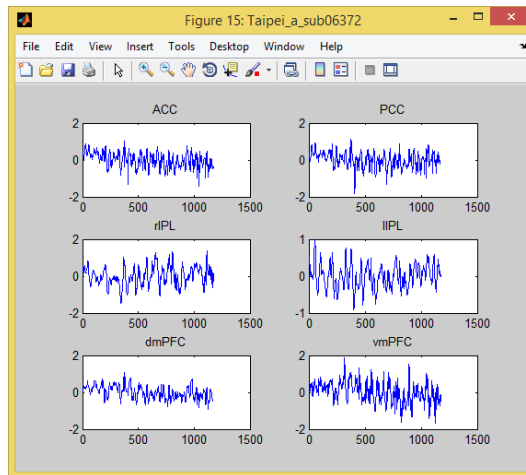 Figure 15: Taipei_a_sub06372
File Edit View Insert Tools Desktop Window Help
ACC PCC
2 2
0 0
-2 -2
0 500 1000 1500 0 500 1000 1500
rIPL lIPL
2 1
0 0
-2 -1
0 500 1000 1500 0 500 1000 1500
dmPFC vmPFC
2 2
0 0
-2 -2
0 500 1000 1500 0 500 1000 1500